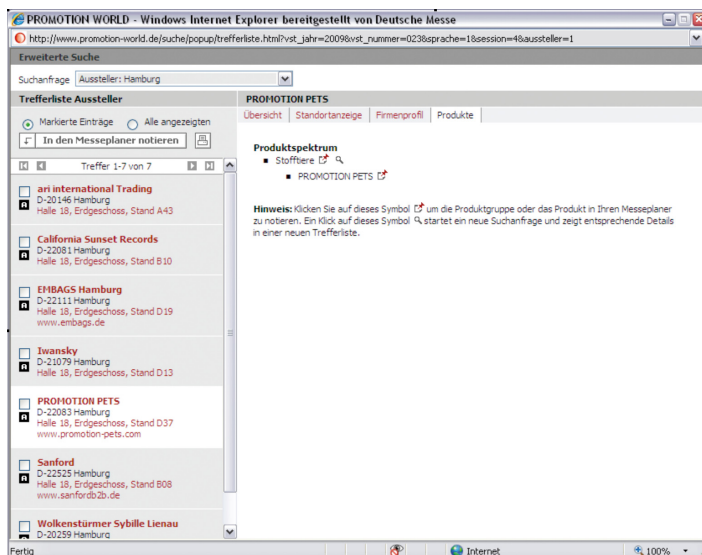 PROMOTION WORLD - Windows Internet Explorer bereitgestellt von Deutsche Messe
http://www.promotion-world.de/suche/popup/trefferliste.html?vst_jahr=2009&vst_nummer=023&sprache=1&session=4&aussteller=1
Erweiterte Suche
Suchanfrage Aussteller: Hamburg
Trefferliste Aussteller
Markierte Einträge Alle angezeigten
In den Messeplaner notieren
Treffer 1-7 von 7
ari international Trading
D-20146 Hamburg
Halle 18, Erdgeschoss, Stand A43
California Sunset Records
D-22081 Hamburg
Halle 18, Erdgeschoss, Stand B10
EMBAGS Hamburg
D-22111 Hamburg
Halle 18, Erdgeschoss, Stand D19
www.embags.de
Iwansky
D-21079 Hamburg
Halle 18, Erdgeschoss, Stand D13
PROMOTION PETS
D-22083 Hamburg
Halle 18, Erdgeschoss, Stand D37
www.promotion-pets.com
Sanford
D-22525 Hamburg
Halle 18, Erdgeschoss, Stand B08
www.sanfordb2b.de
Wolkenstürmer Sybille Lienau
D-20259 Hamburg
PROMOTION PETS
Übersicht Standortanzeige Firmenprofil Produkte
Produktspektrum
Stofftiere
PROMOTION PETS
Hinweis: Klicken Sie auf dieses Symbol um die Produktgruppe oder das Produkt in Ihren Messeplaner
zu notieren. Ein Klick auf dieses Symbol startet ein neue Suchanfrage und zeigt entsprechende Details
in einer neuen Trefferliste.
Fertig Internet 100%